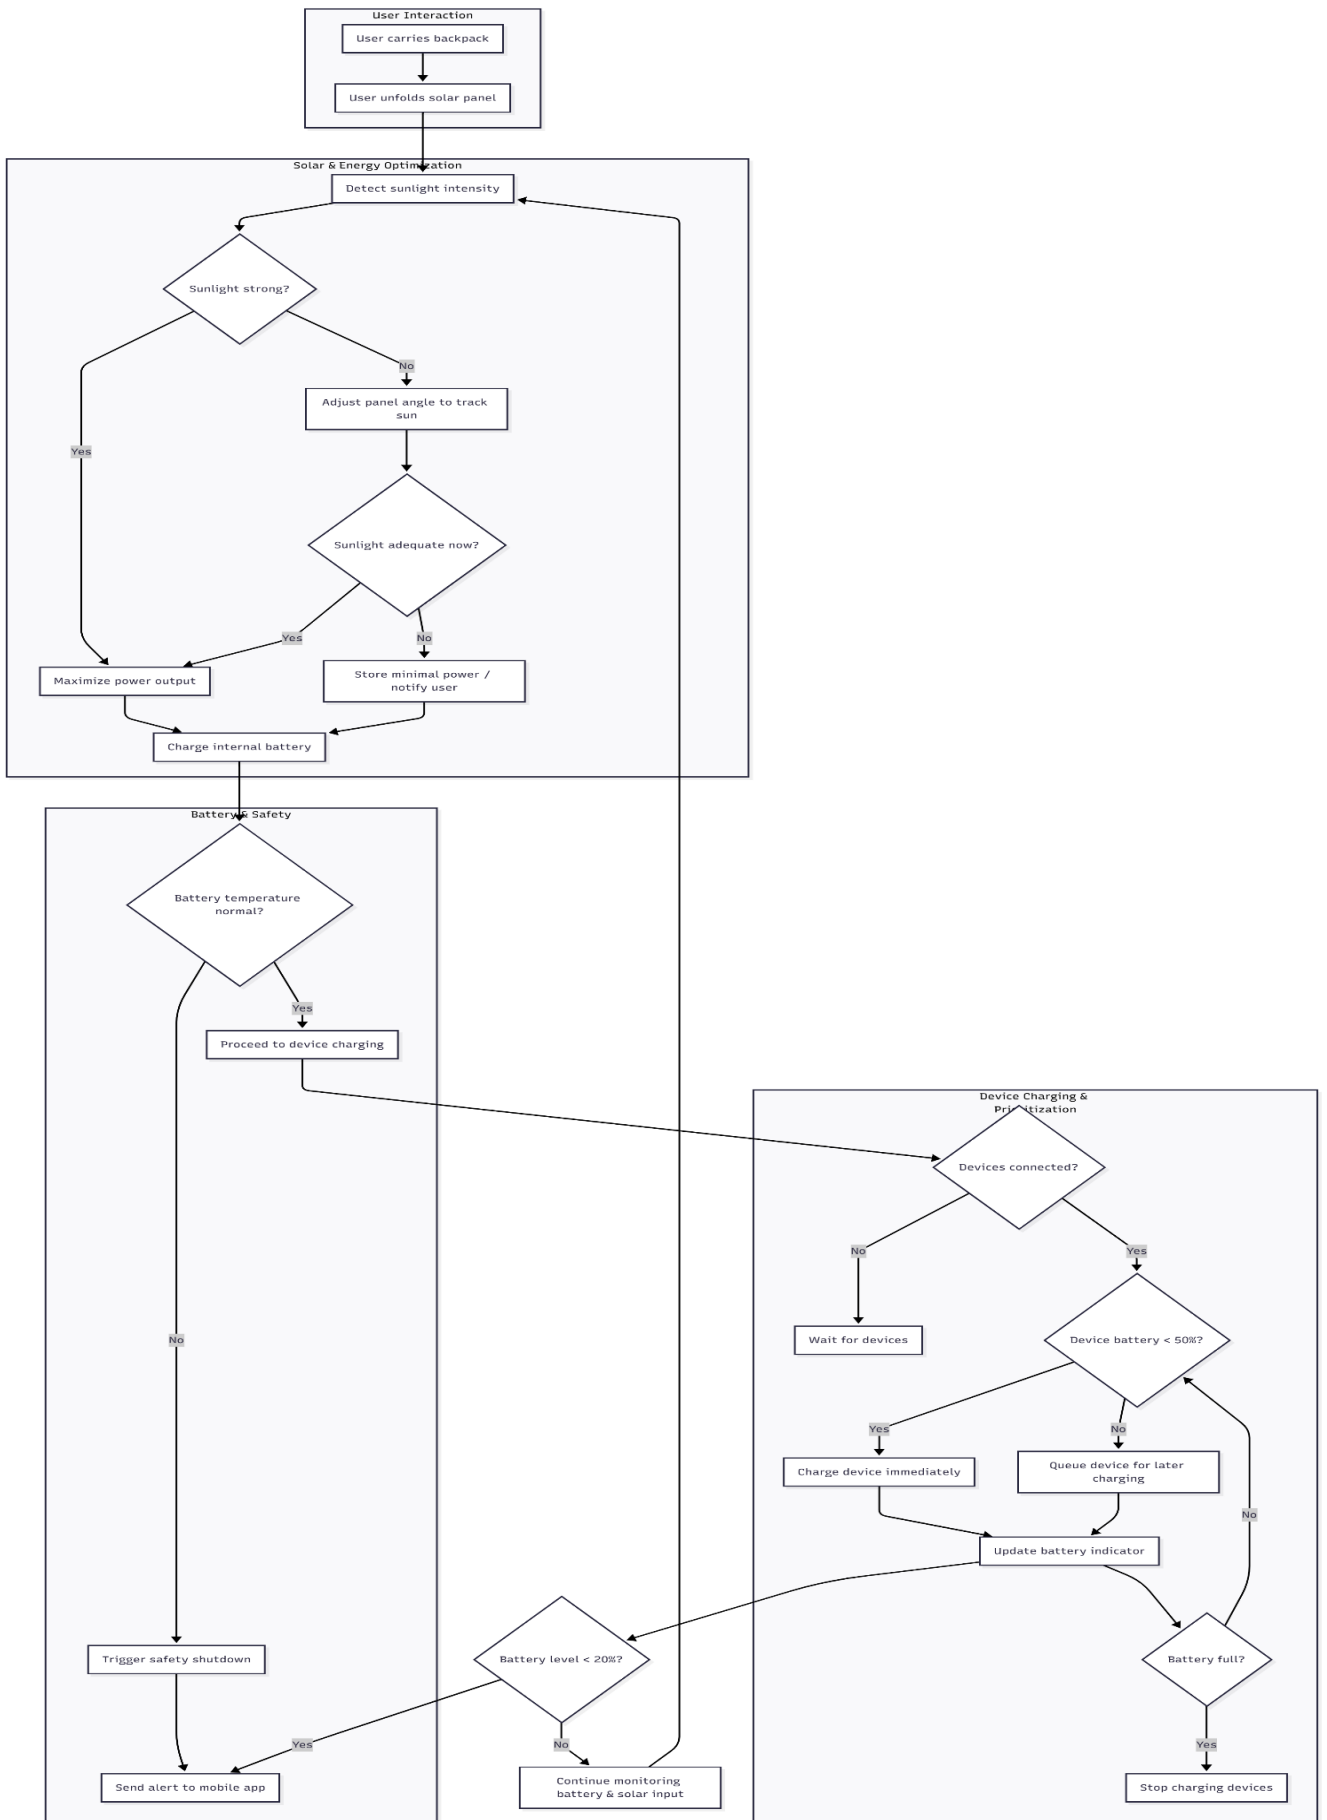 User Interaction
User carries backpack
User unfolds solar panel
Solar & Energy Optimization
Detect sunlight intensity
Sunlight strong?
No
Adjust panel angle to track
sun
Yes
Sunlight adequate now?
Yes
No
Maximize power output
Store minimal power /
notify user
Charge internal battery
Battery & Safety
Battery temperature
normal?
Yes
Proceed to device charging
Device Charging &
Prioritization
Devices connected?
No
Yes
No
Wait for devices
Device battery < 50%?
Yes
No
Charge device immediately
Queue device for later
charging
No
Update battery indicator
Trigger safety shutdown
Battery level < 20%?
Battery full?
Yes
No
Yes
Send alert to mobile app
Continue monitoring
battery & solar input
Stop charging devices